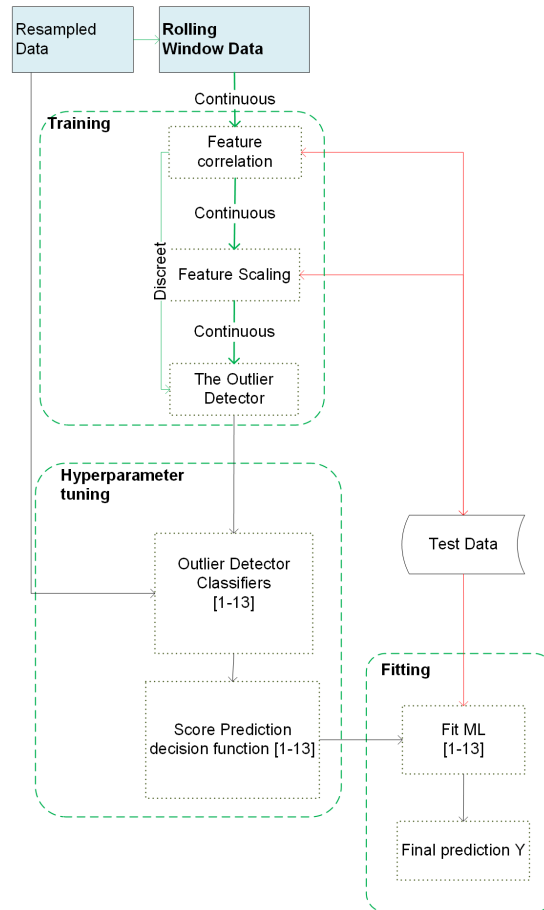 Resampled
Data
Rolling
Window Data
Continuous
Training
Feature
correlation
Continuous
Discreet
Feature Scaling
Continuous
The Outlier
Detector
Hyperparameter
tuning
Outlier Detector
Classifiers
[1-13]
Test Data
Score Prediction
decision function [1-13]
Fitting
Fit ML
[1-13]
Final prediction Y